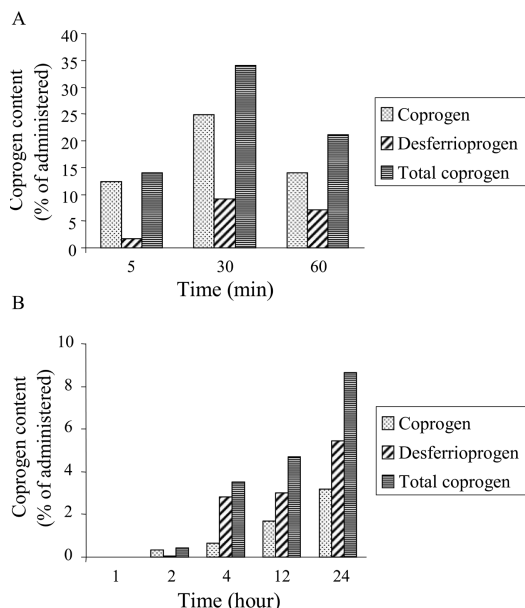 A
Coprogen content
(% of administered)
40
35
30
25
20
15
10
5
0
5 30 60
Time (min)
Coprogen
Desferrioprogen
Total coprogen
B
Coprogen content
(% of administered)
10
8
6
4
2
0
1 2 4 12 24
Time (hour)
Coprogen
Desferrioprogen
Total coprogen